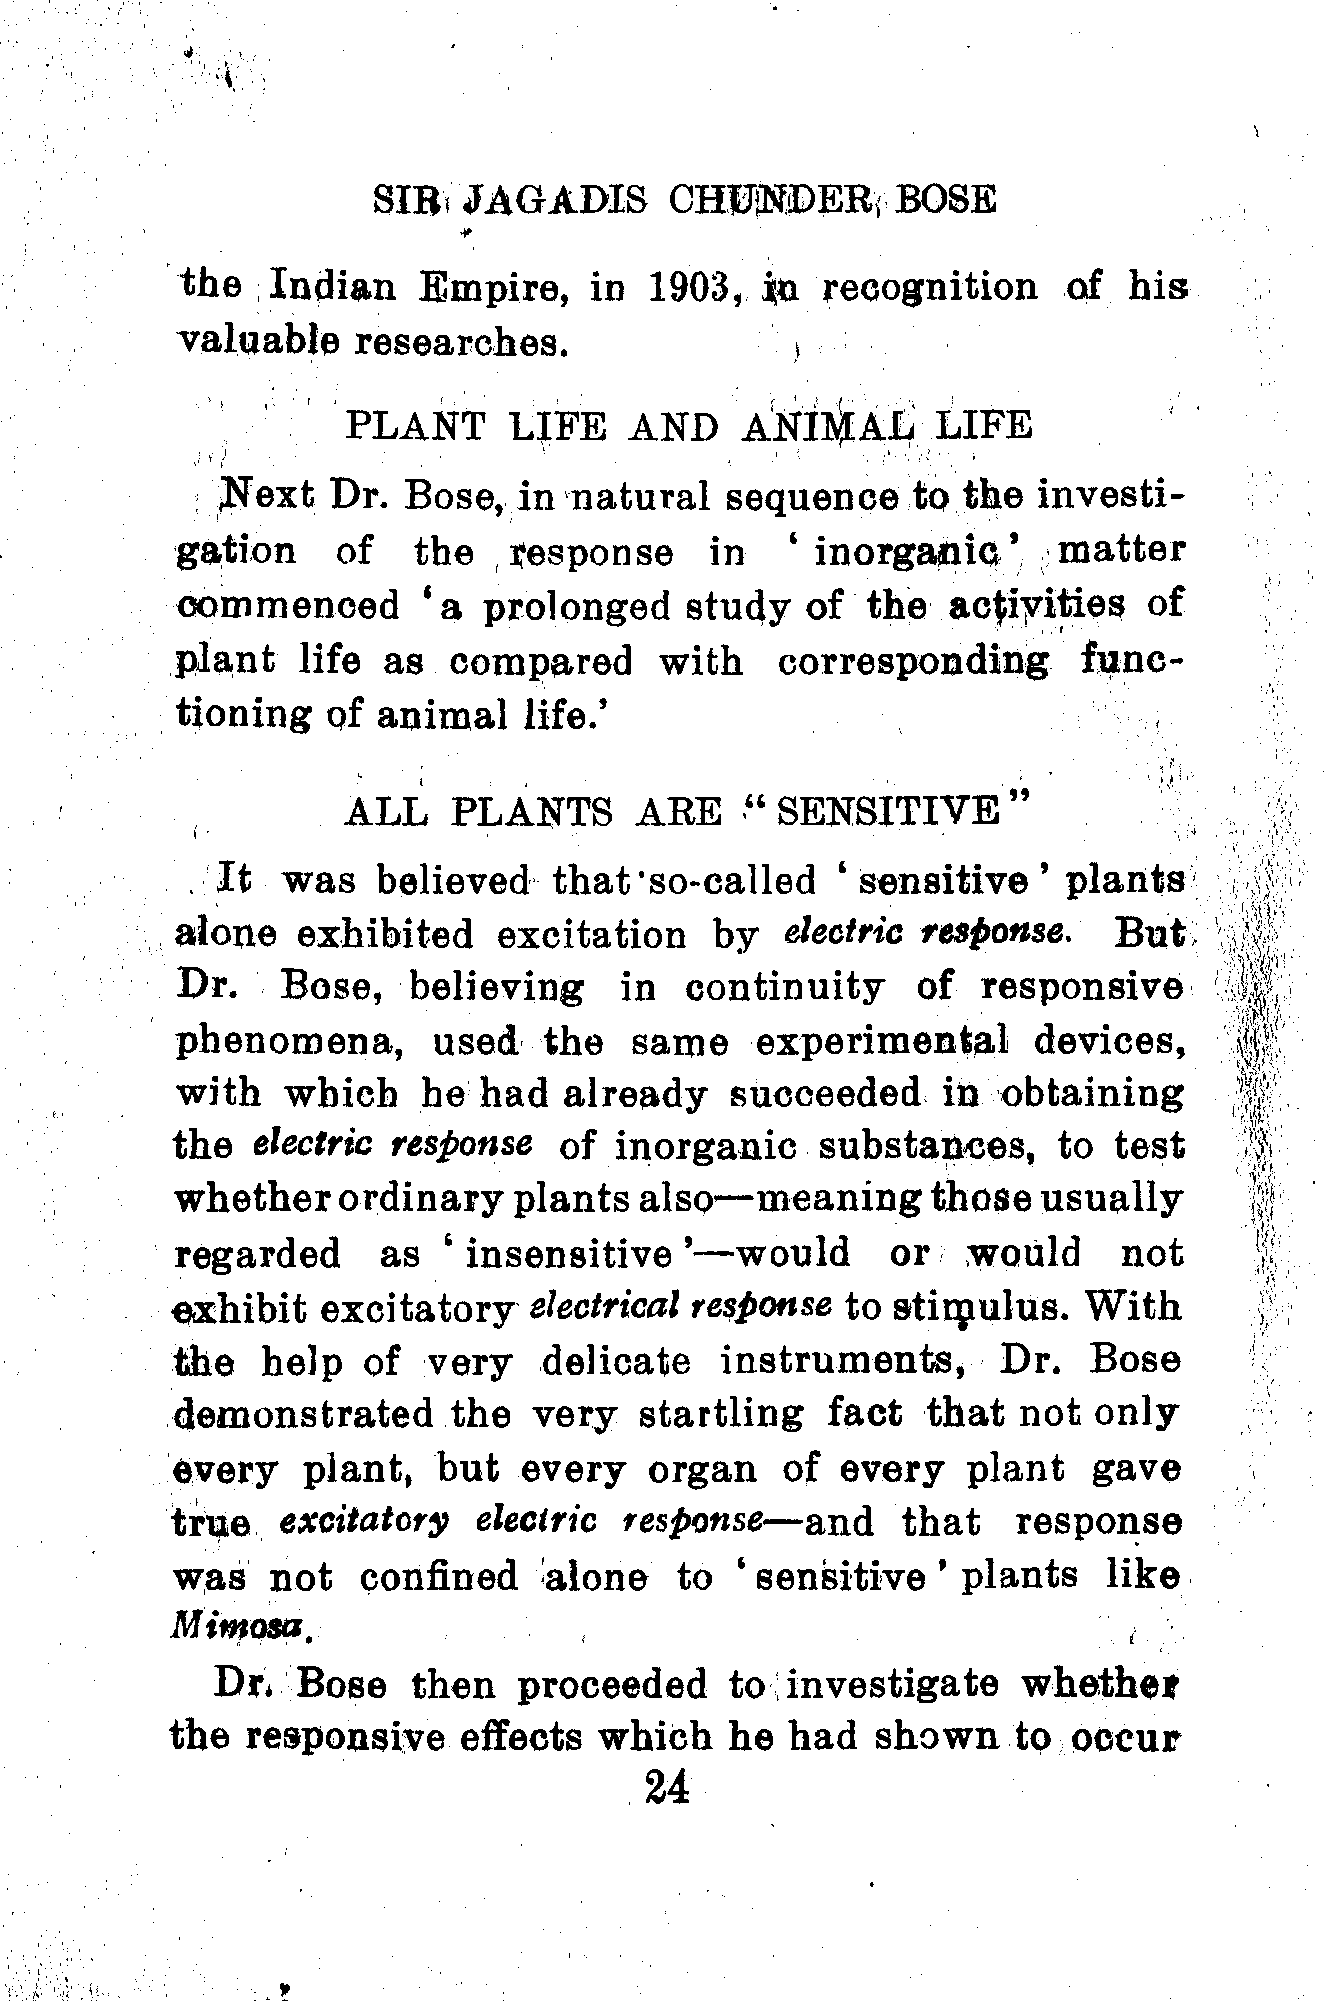 SIR JAGADIS CHUNDER BOSE
the Indian Empire, in 1903, in recognition of his
valuable researches.
PLANT LIFE AND ANIMAL LIFE
Next Dr. Bose, in natural sequence to the investi-
gation of the response in ‘inorganic’ matter
commenced ‘a prolonged study of the activities of
plant life as compared with corresponding func-
tioning of animal life.’
ALL PLANTS ARE “SENSITIVE”
It was believed that so-called ‘sensitive’ plants
alone exhibited excitation by electric response. But
Dr. Bose, believing in continuity of responsive
phenomena, used the same experimental devices,
with which he had already succeeded in obtaining
the electric response of inorganic substances, to test
whether ordinary plants also—meaning those usually
regarded as ‘insensitive’—would or would not
exhibit excitatory electrical response to stimulus. With
the help of very delicate instruments, Dr. Bose
demonstrated the very startling fact that not only
every plant, but every organ of every plant gave
true excitatory electric response—and that response
was not confined alone to ‘sensitive’ plants like
Mimosa.
Dr. Bose then proceeded to investigate whether
the responsive effects which he had shown to occur
24